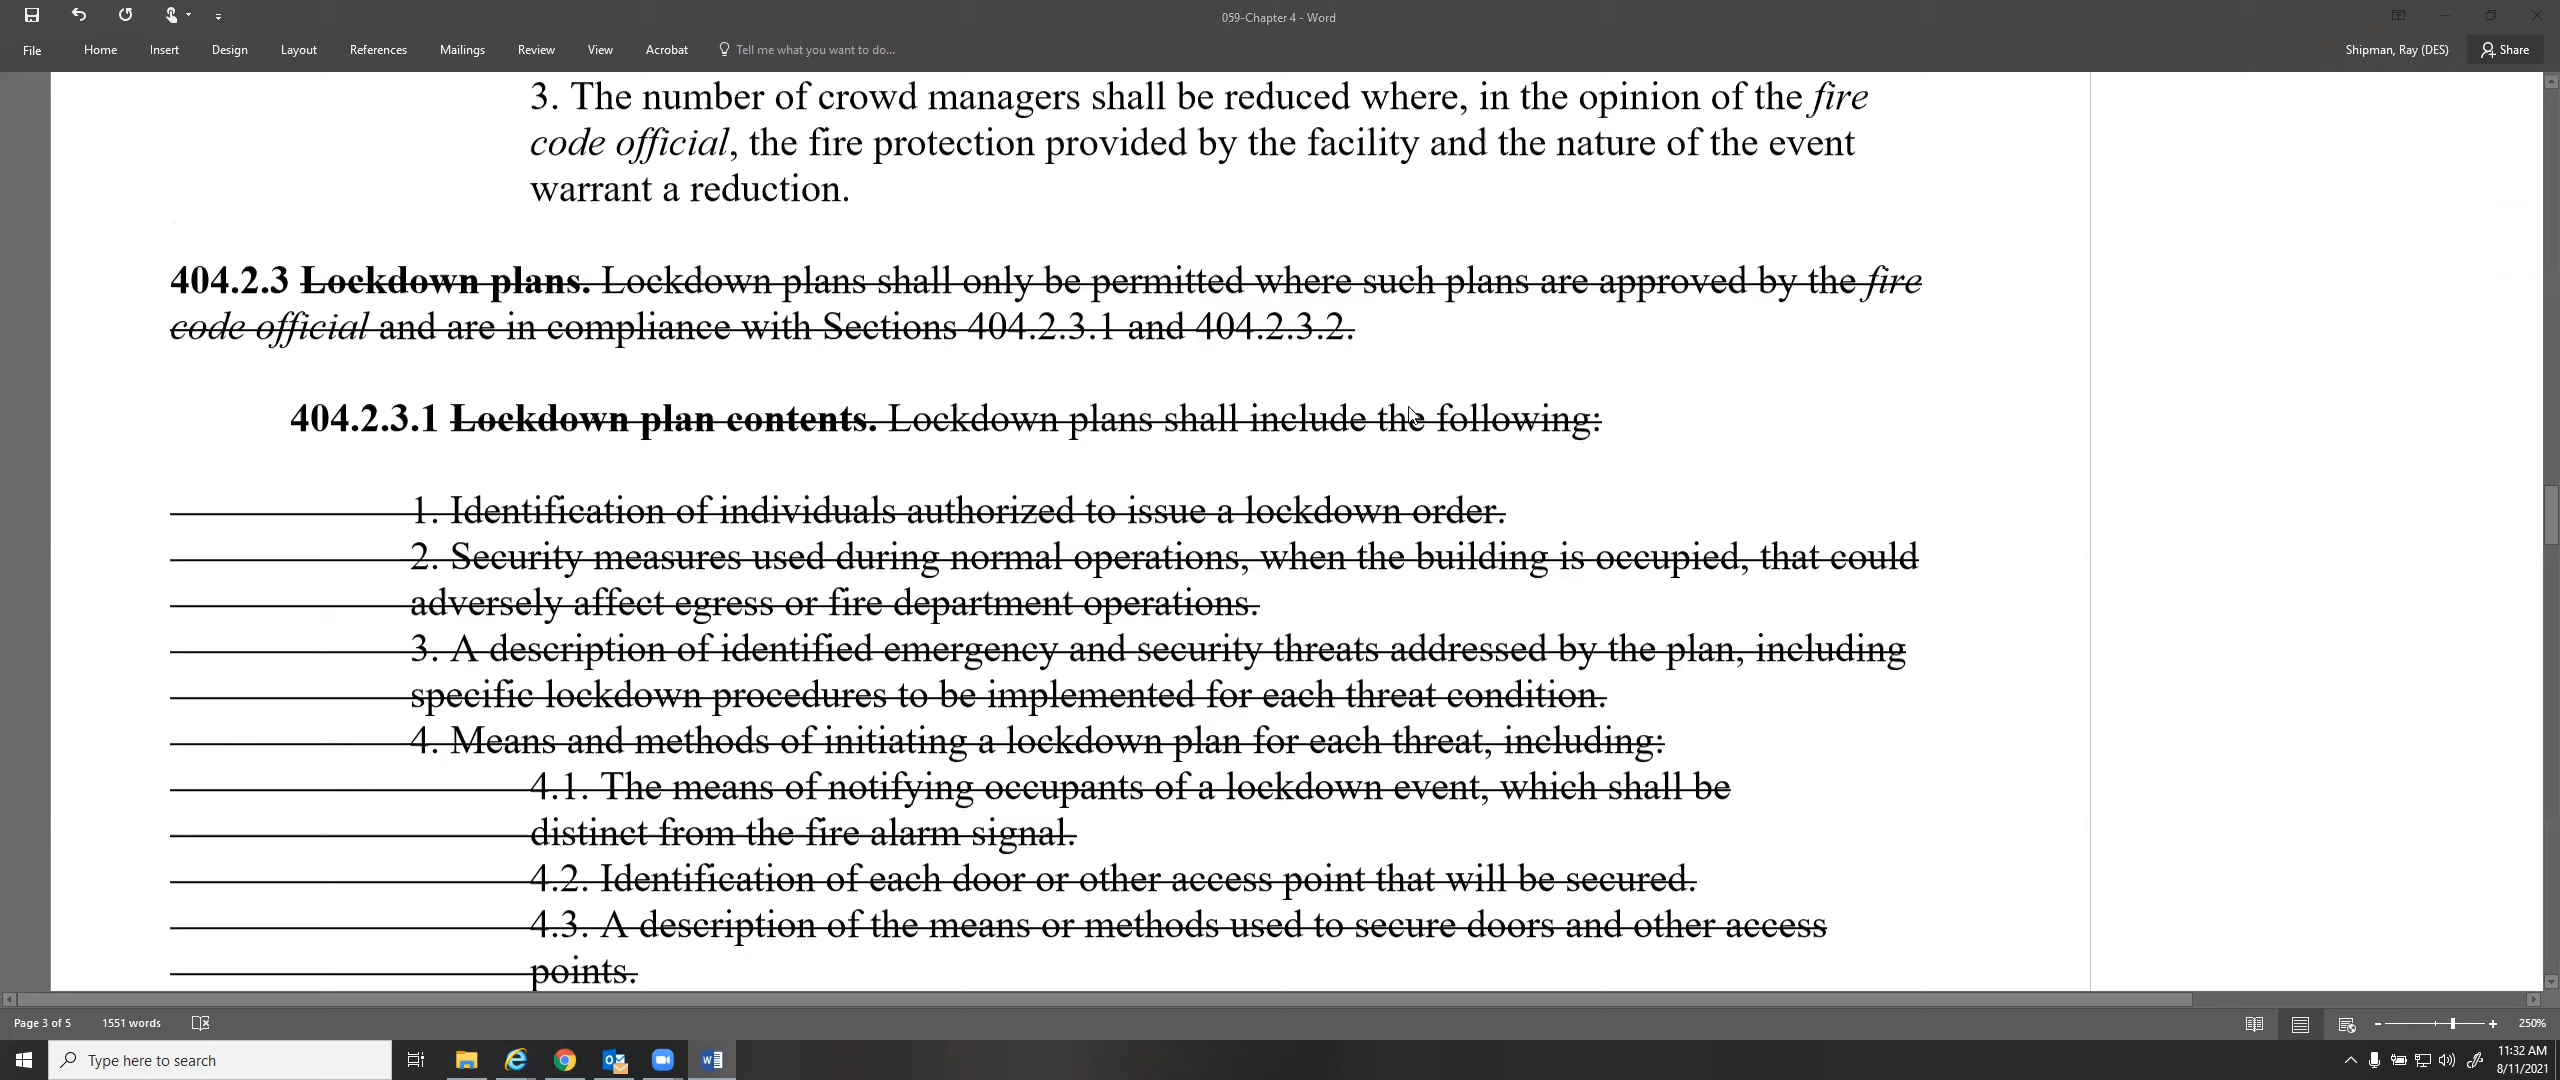 059-Chapter 4 - Word
File Home Insert Design Layout References Mailings Review View Acrobat Tell me what you want to do... Shipman, Ray (DES) Share
3. The number of crowd managers shall be reduced where, in the opinion of the fire
code official, the fire protection provided by the facility and the nature of the event
warrant a reduction.
404.2.3 Lockdown plans. Lockdown plans shall only be permitted where such plans are approved by the fire
code official and are in compliance with Sections 404.2.3.1 and 404.2.3.2.
404.2.3.1 Lockdown plan contents. Lockdown plans shall include the following:
1. Identification of individuals authorized to issue a lockdown order.
2. Security measures used during normal operations, when the building is occupied, that could
adversely affect egress or fire department operations.
3. A description of identified emergency and security threats addressed by the plan, including
specific lockdown procedures to be implemented for each threat condition.
4. Means and methods of initiating a lockdown plan for each threat, including:
4.1. The means of notifying occupants of a lockdown event, which shall be
distinct from the fire alarm signal.
4.2. Identification of each door or other access point that will be secured.
4.3. A description of the means or methods used to secure doors and other access
points.
Page 3 of 5 1551 words 250%
Type here to search 11:32 AM
8/11/2021